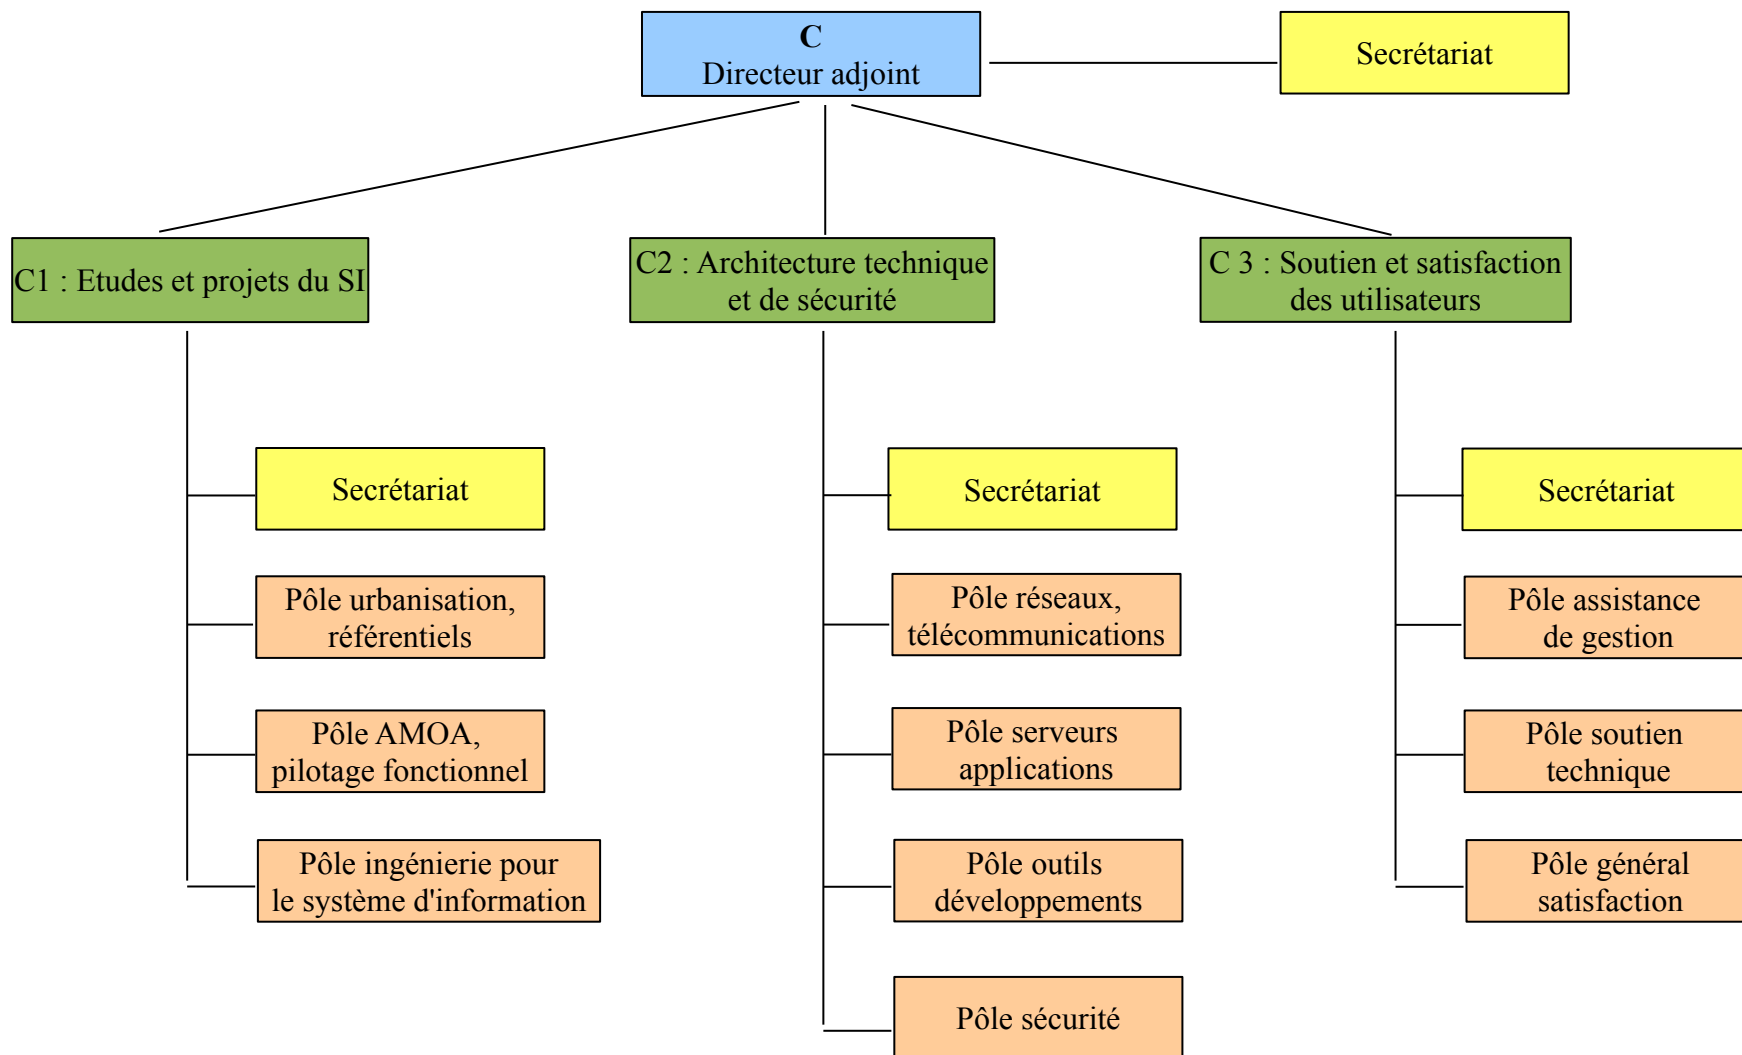 C
Directeur adjoint
Secrétariat
C1 : Etudes et projets du SI
C2 : Architecture technique
et de sécurité
C 3 : Soutien et satisfaction
des utilisateurs
Secrétariat
Pôle urbanisation,
référentiels
Pôle AMOA,
pilotage fonctionnel
Pôle ingénierie pour
le système d'information
Secrétariat
Pôle réseaux,
télécommunications
Pôle serveurs
applications
Pôle outils
développements
Pôle sécurité
Secrétariat
Pôle assistance
de gestion
Pôle soutien
technique
Pôle général
satisfaction